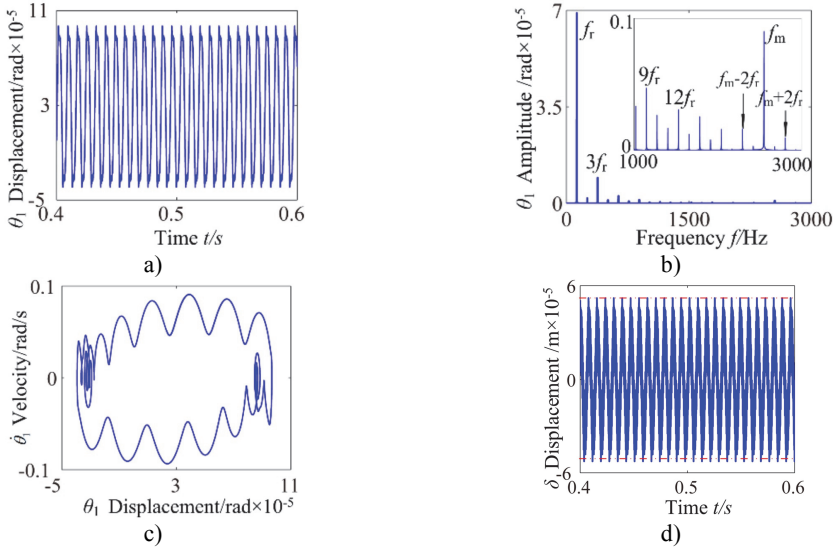 11
3
-5
0.4
0.5
0.6
θ₁ Displacement/rad×10⁻⁵
Time t/s
a)
7
3.5
0
0
1500
3000
θ₁ Amplitude /rad×10⁻⁵
Frequency f/Hz
fr
3fr
0.1
0
1000
3000
9fr
12fr
fm-2fr
fm
fm+2fr
b)
0.1
0
-0.1
-5
3
11
θ̇₁ Velocity/rad/s
θ₁ Displacement/rad×10⁻⁵
c)
6
0
-6
0.4
0.5
0.6
δ Displacement /m×10⁻⁵
Time t/s
d)